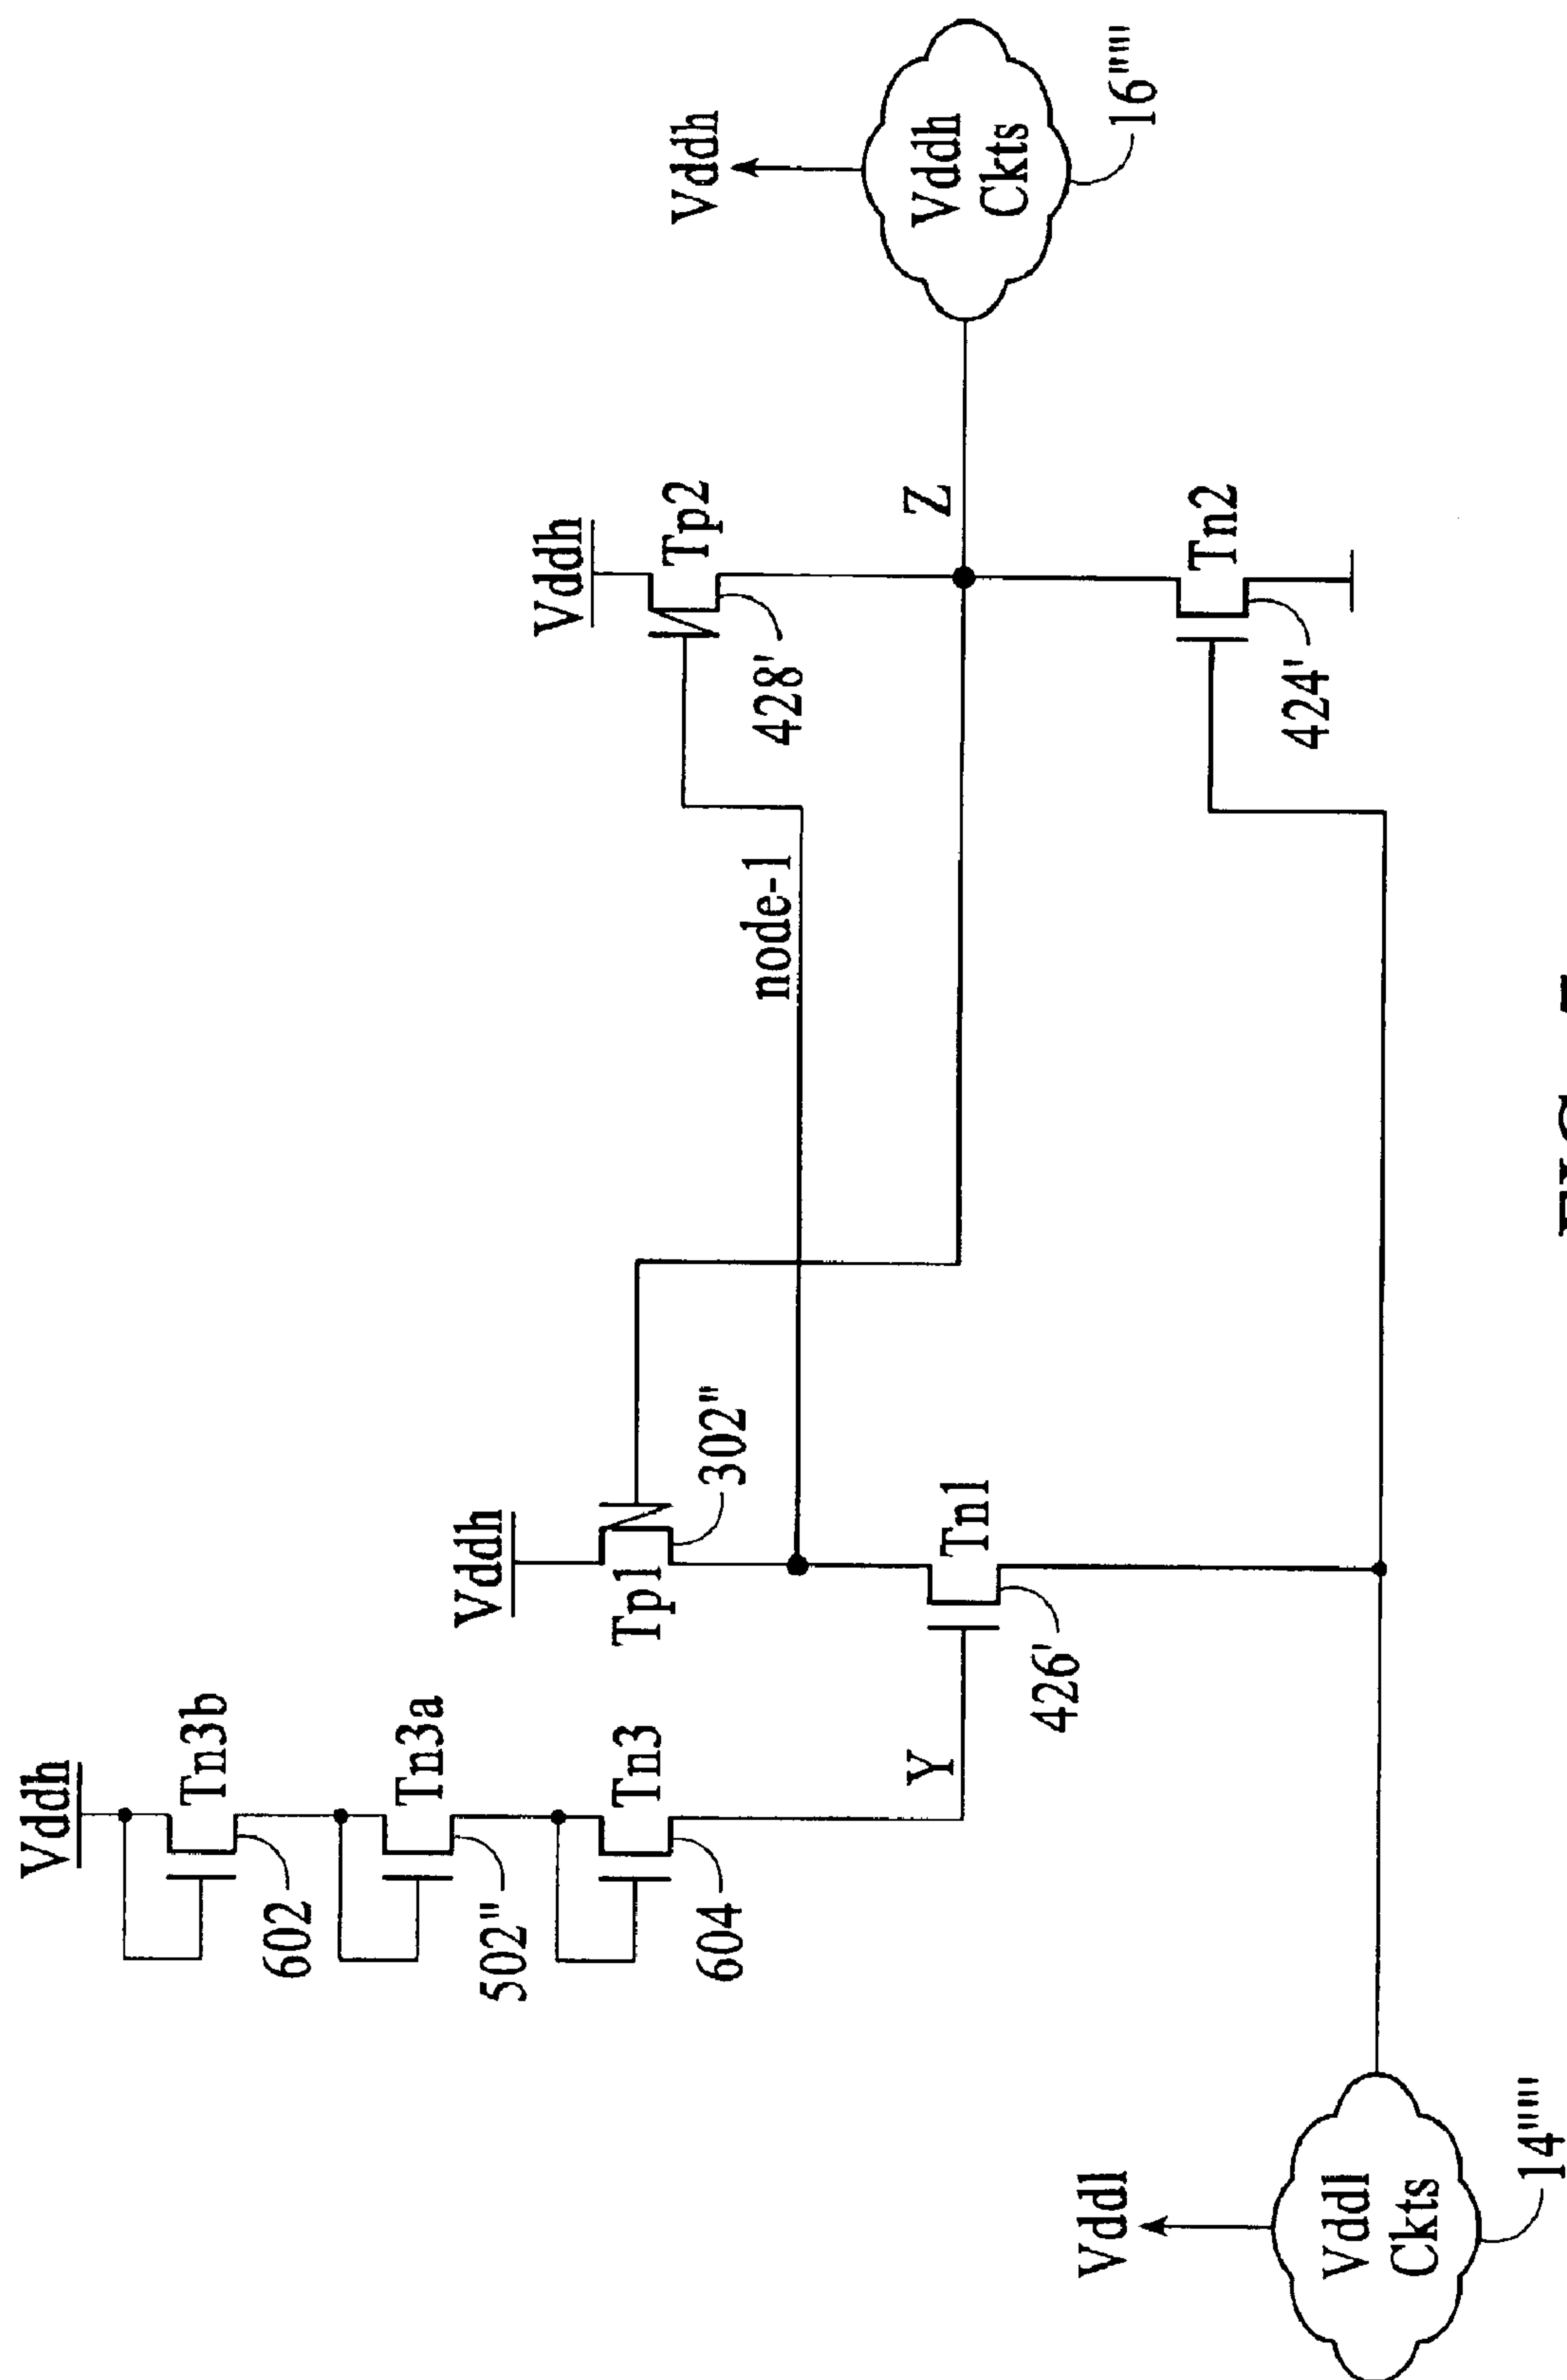 Vddh
Tn3b
602
Tn3a
502"
Tn3
604
Y
Vddh
Tp1
302"
Tn1
426'
node-1
Vddh
Tp2
428'
Z
Tn2
424'
Vddh
Vddh
Ckts
16"""
Vddl
Vddl
Ckts
14"""